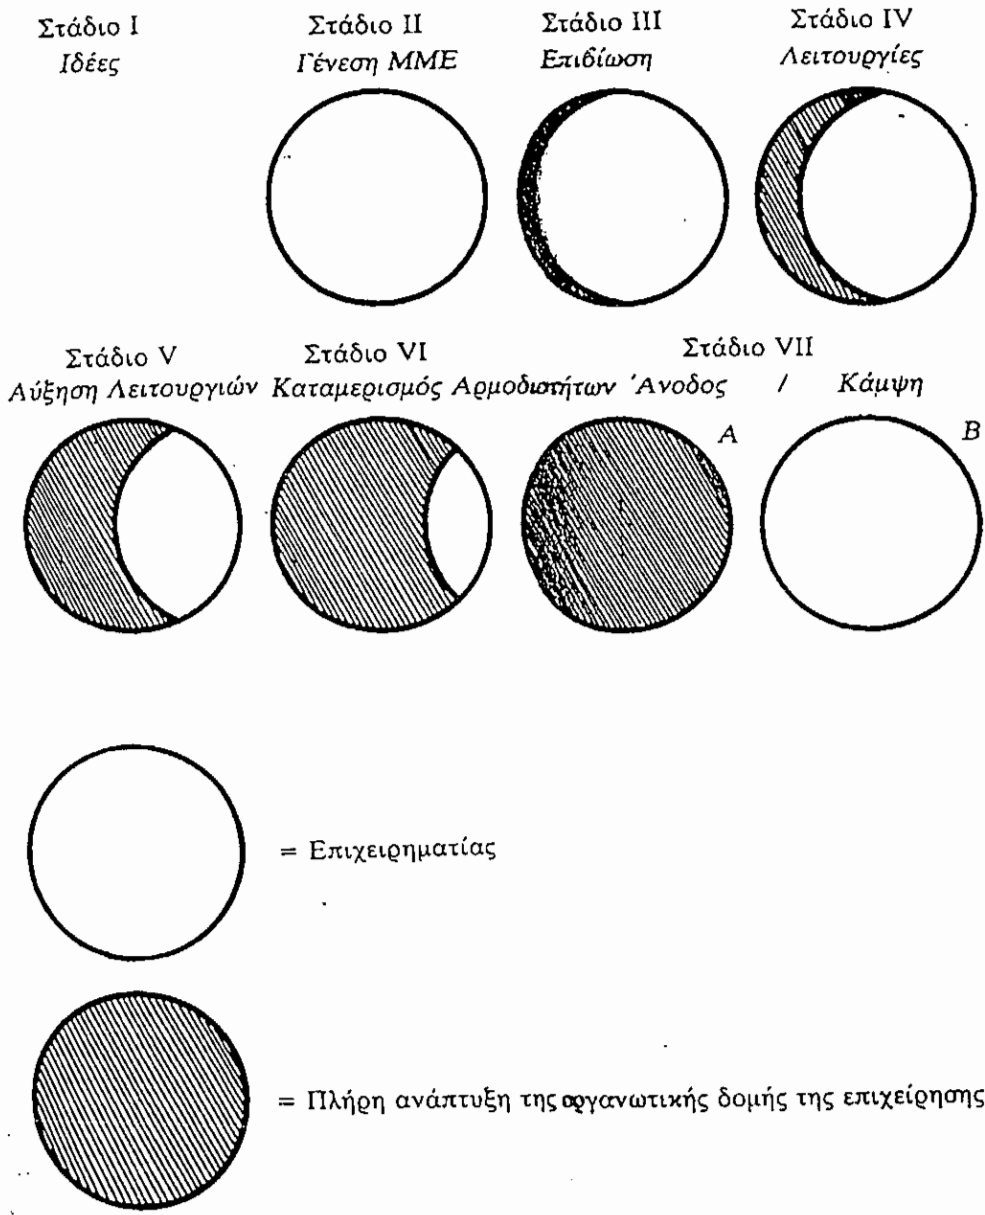 Στάδιο I Στάδιο II Στάδιο III Στάδιο IV
Ιδέες Γένεση ΜΜΕ Επιβίωση Λειτουργίες
Στάδιο V Στάδιο VI Στάδιο VII
Αύξηση Λειτουργιών Καταμερισμός Αρμοδιοτήτων Άνοδος / Κάμψη
A B
= Επιχειρηματίας
= Πλήρη ανάπτυξη της οργανωτικής δομής της επιχείρησης